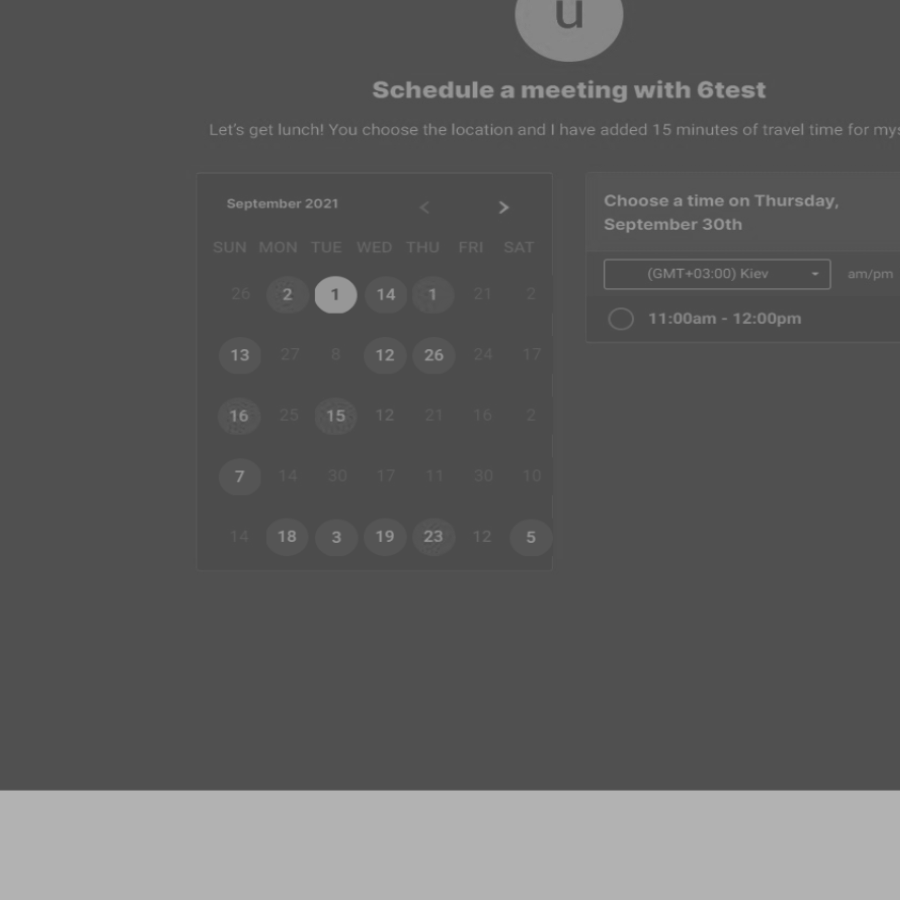 u
Schedule a meeting with 6test
Let's get lunch! You choose the location and I have added 15 minutes of travel time for mys
September 2021
SUN MON TUE WED THU FRI SAT
26 2 1 14 1 21 2
13 27 8 12 26 24 17
16 25 15 12 21 16 2
7 14 30 17 11 30 10
14 18 3 19 23 12 5
Choose a time on Thursday,
September 30th
(GMT+03:00) Kiev am/pm
11:00am - 12:00pm